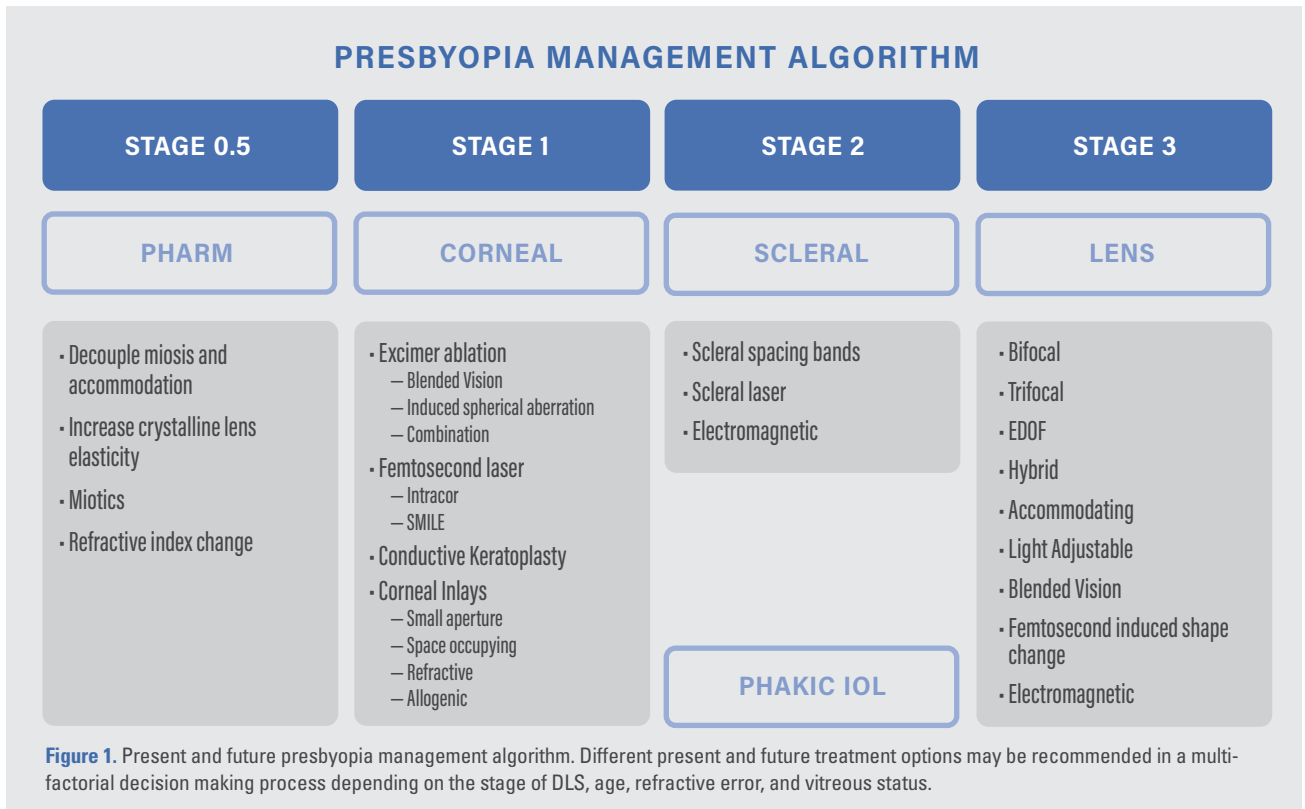 PRESBYOPIA MANAGEMENT ALGORITHM
STAGE 0.5
PHARM
· Decouple miosis and
accommodation
· Increase crystalline lens
elasticity
· Miotics
· Refractive index change
STAGE 1
CORNEAL
· Excimer ablation
— Blended Vision
— Induced spherical aberration
— Combination
· Femtosecond laser
— Intracor
— SMILE
· Conductive Keratoplasty
· Corneal Inlays
— Small aperture
— Space occupying
— Refractive
— Allogenic
STAGE 2
SCLERAL
· Scleral spacing bands
· Scleral laser
· Electromagnetic
PHAKIC IOL
STAGE 3
LENS
· Bifocal
· Trifocal
· EDOF
· Hybrid
· Accommodating
· Light Adjustable
· Blended Vision
· Femtosecond induced shape
change
· Electromagnetic
Figure 1. Present and future presbyopia management algorithm. Different present and future treatment options may be recommended in a multi-
factorial decision making process depending on the stage of DLS, age, refractive error, and vitreous status.